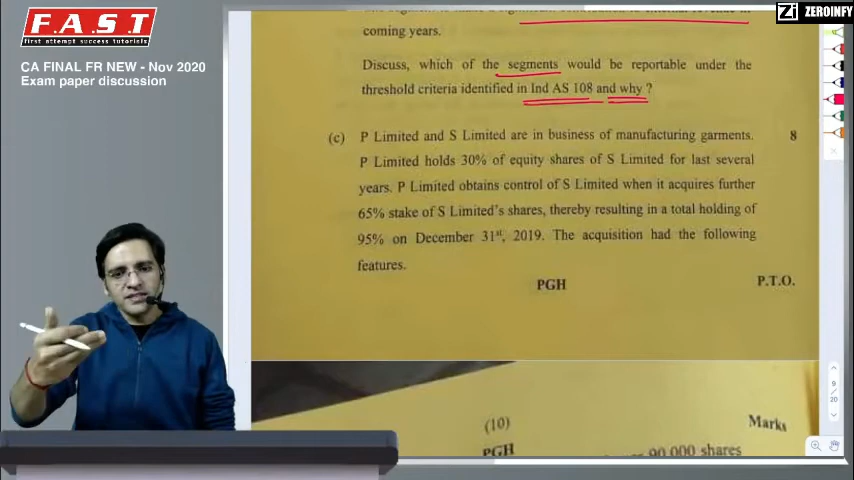 F.A.S.T
first attempt success tutorials
CA FINAL FR NEW - Nov 2020
Exam paper discussion
Zi ZEROINFY
coming years.
Discuss, which of the segments would be reportable under the
threshold criteria identified in Ind AS 108 and why ?
(c) P Limited and S Limited are in business of manufacturing garments. 8
P Limited holds 30% of equity shares of S Limited for last several
years. P Limited obtains control of S Limited when it acquires further
65% stake of S Limited's shares, thereby resulting in a total holding of
95% on December 31st, 2019. The acquisition had the following
features.
PGH P.T.O.
(10) Marks
PGH
90,000 shares
9
/
20